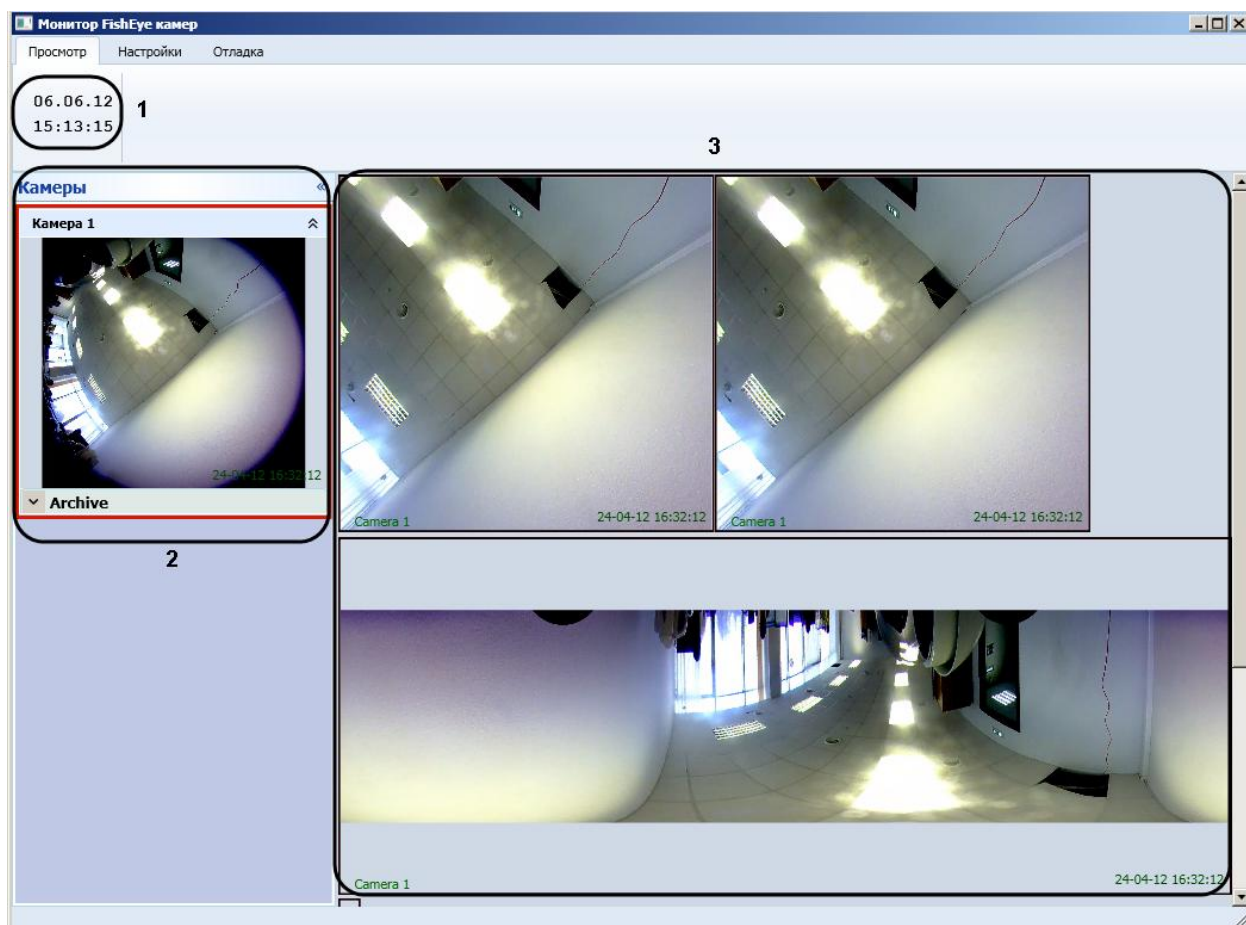 Монитор FishEye камер
Просмотр Настройки Отладка
06.06.12
15:13:15
1
3
Камеры «
Камера 1
24-04-12 16:32:12
Archive
2
Camera 1 24-04-12 16:32:12
Camera 1 24-04-12 16:32:12
Camera 1 24-04-12 16:32:12